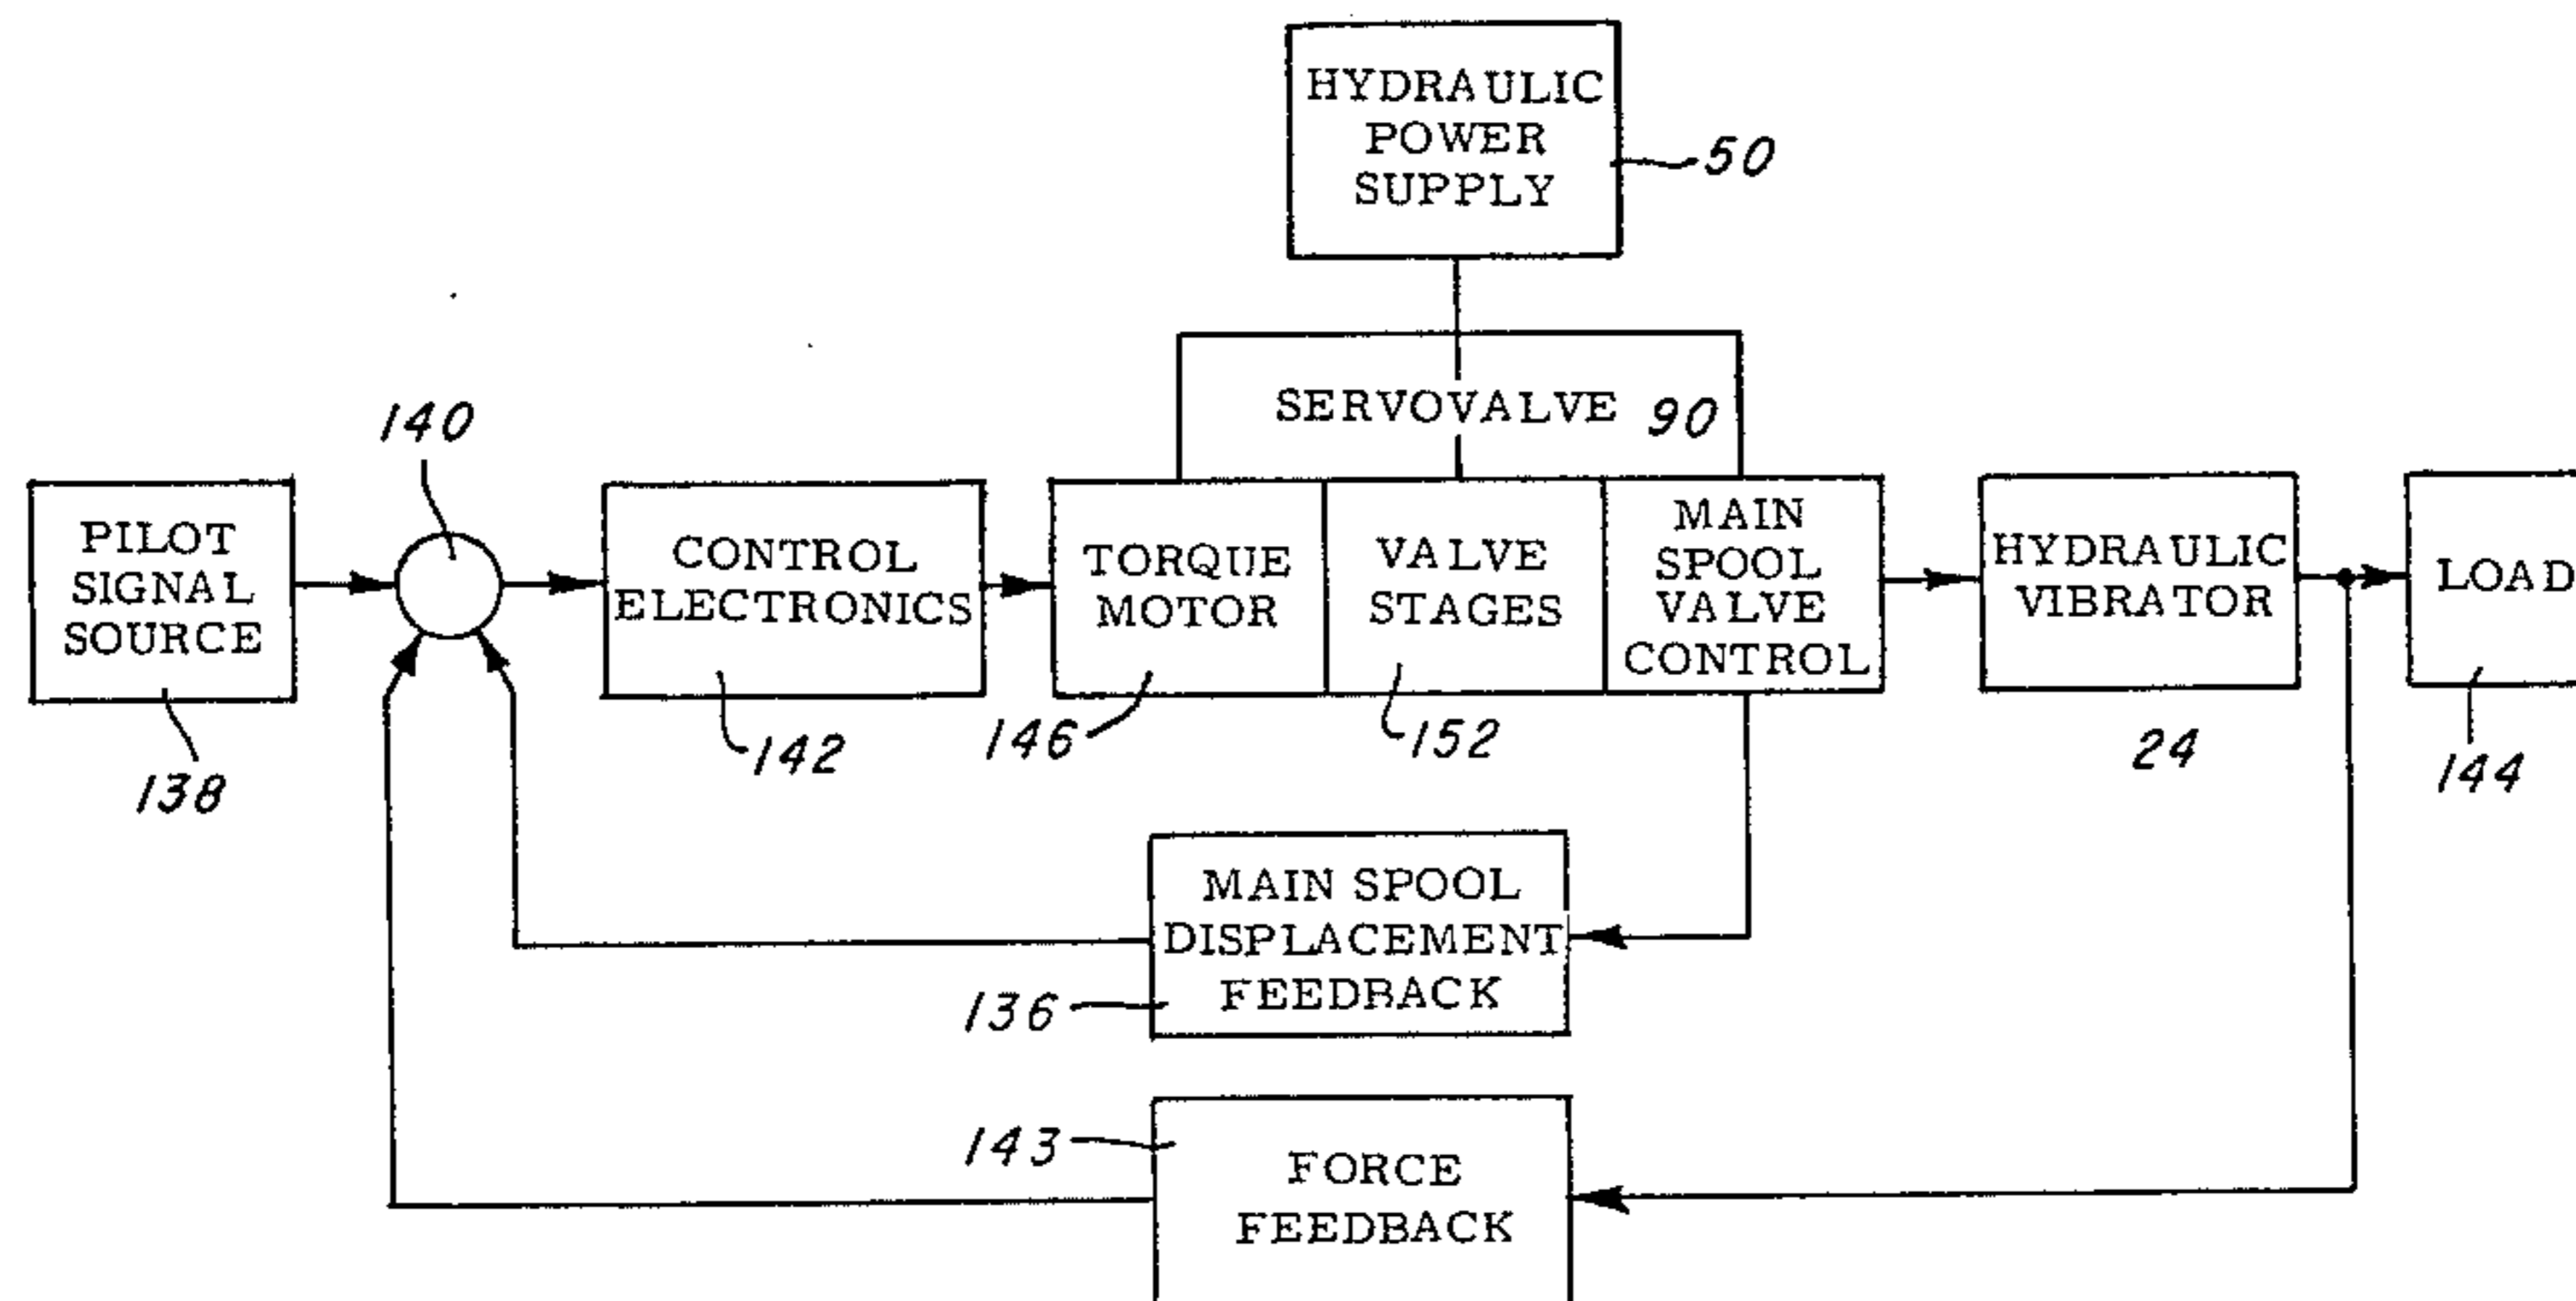 HYDRAULIC
POWER
SUPPLY
50
SERVOVALVE 90
140
PILOT
SIGNAL
SOURCE
138
CONTROL
ELECTRONICS
142
TORQUE
MOTOR
146
VALVE
STAGES
152
MAIN
SPOOL
VALVE
CONTROL
HYDRAULIC
VIBRATOR
24
LOAD
144
MAIN SPOOL
DISPLACEMENT
FEEDBACK
136
143
FORCE
FEEDBACK